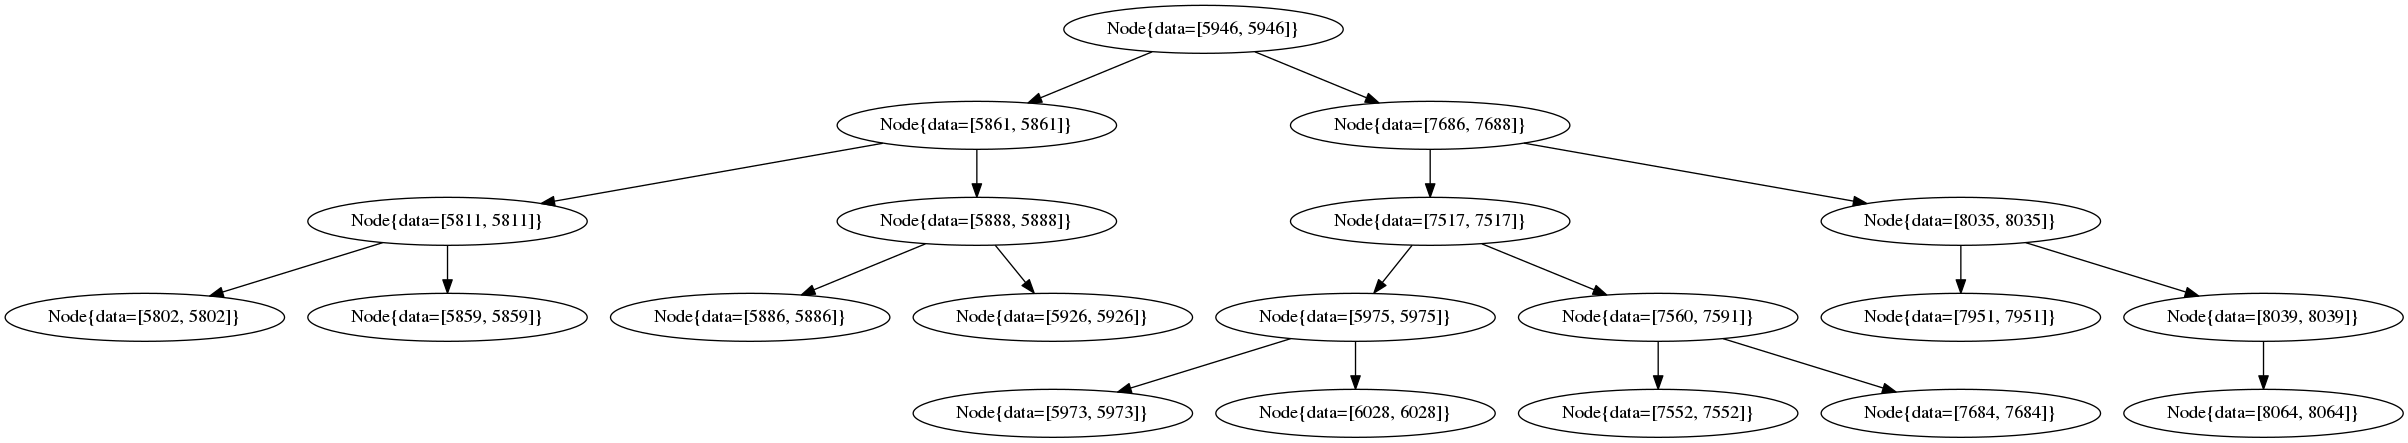 Node{data=[5946, 5946]}
Node{data=[5861, 5861]}
Node{data=[7686, 7688]}
Node{data=[5811, 5811]}
Node{data=[5888, 5888]}
Node{data=[7517, 7517]}
Node{data=[8035, 8035]}
Node{data=[5802, 5802]}
Node{data=[5859, 5859]}
Node{data=[5886, 5886]}
Node{data=[5926, 5926]}
Node{data=[5975, 5975]}
Node{data=[7560, 7591]}
Node{data=[7951, 7951]}
Node{data=[8039, 8039]}
Node{data=[5973, 5973]}
Node{data=[6028, 6028]}
Node{data=[7552, 7552]}
Node{data=[7684, 7684]}
Node{data=[8064, 8064]}